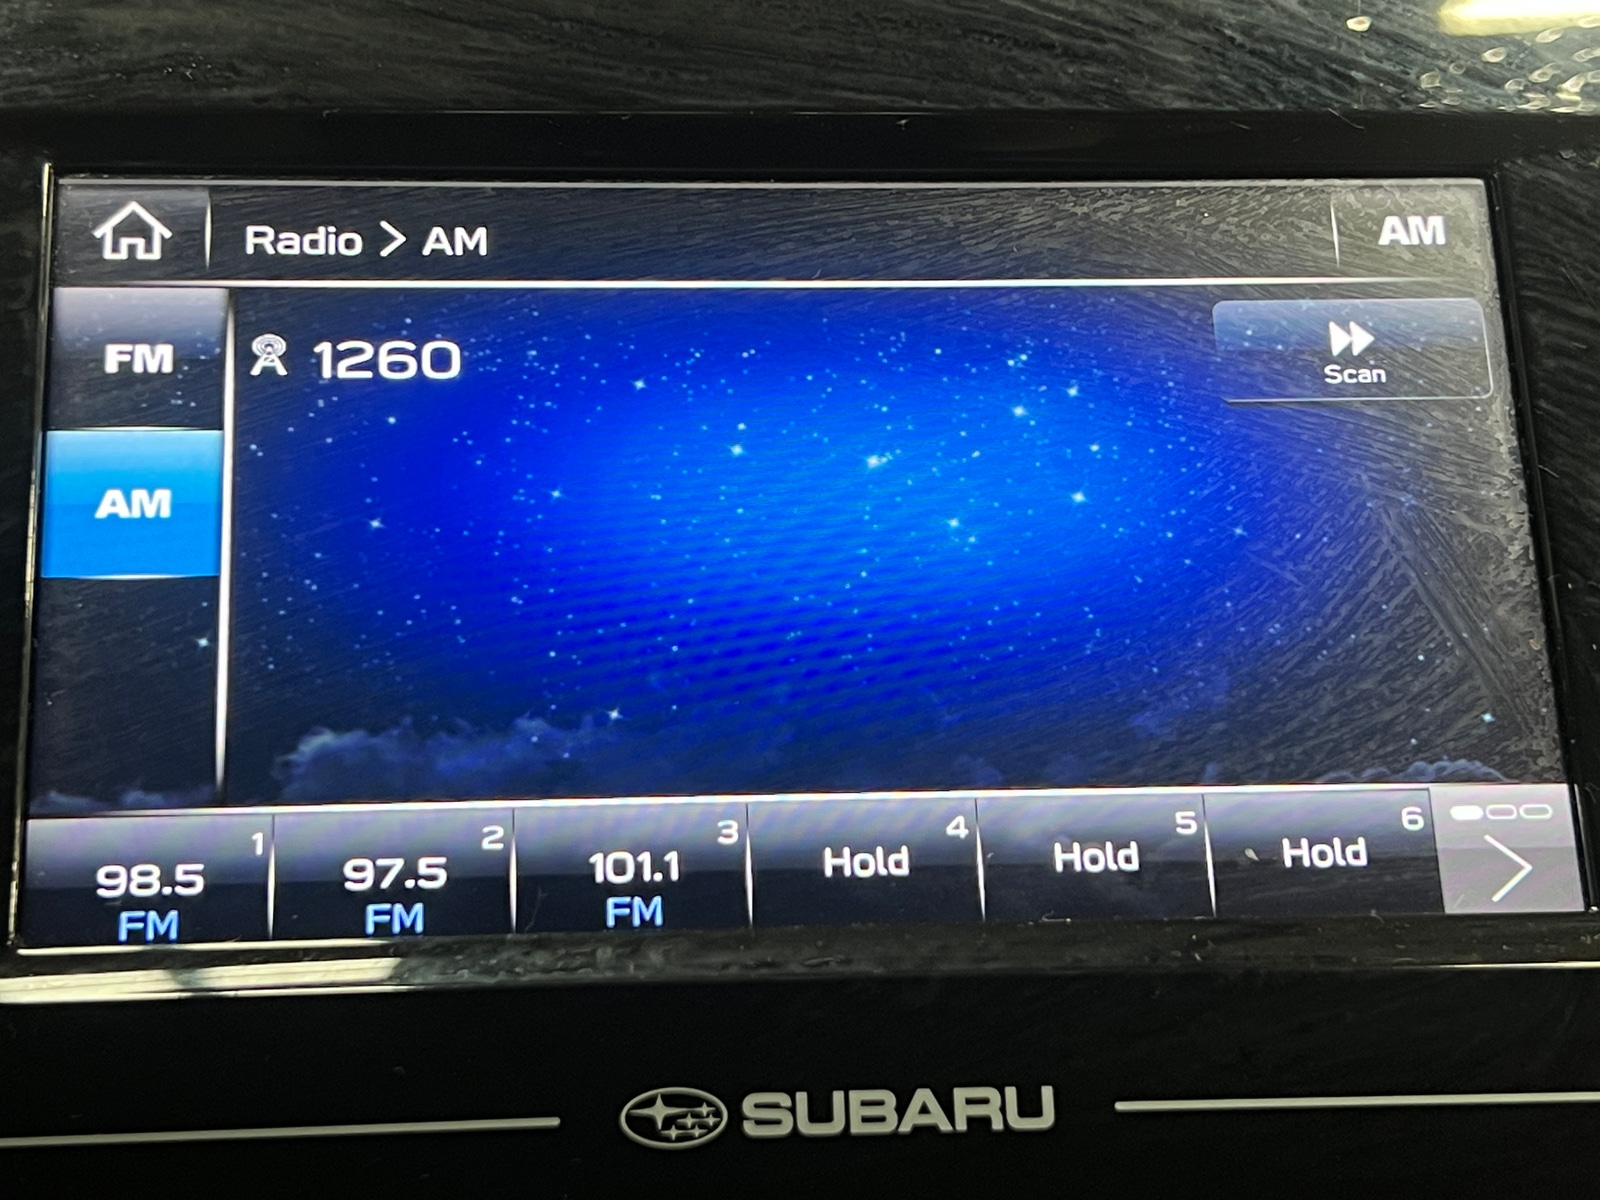 Radio > AM
AM
FM
1260
Scan
AM
1
2
3
4
5
6
98.5
97.5
101.1
Hold
Hold
Hold
FM
FM
FM
SUBARU